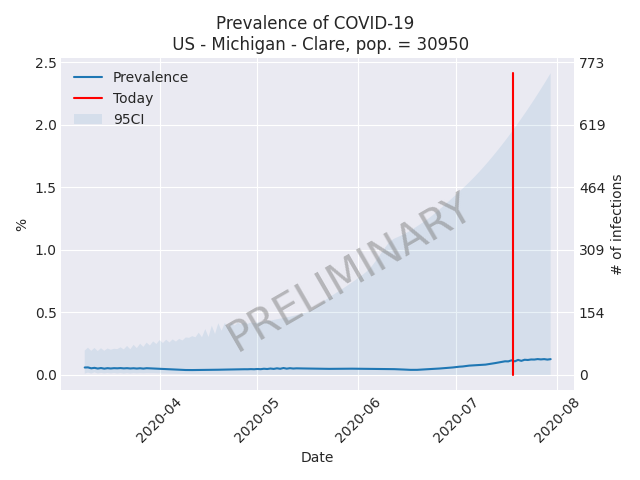 Prevalence of COVID-19
US - Michigan - Clare, pop. = 30950
Prevalence
Today
95CI
2.5
2.0
1.5
1.0
0.5
0.0
%
773
619
464
309
154
0
# of infections
PRELIMINARY
2020-04
2020-05
2020-06
2020-07
2020-08
Date